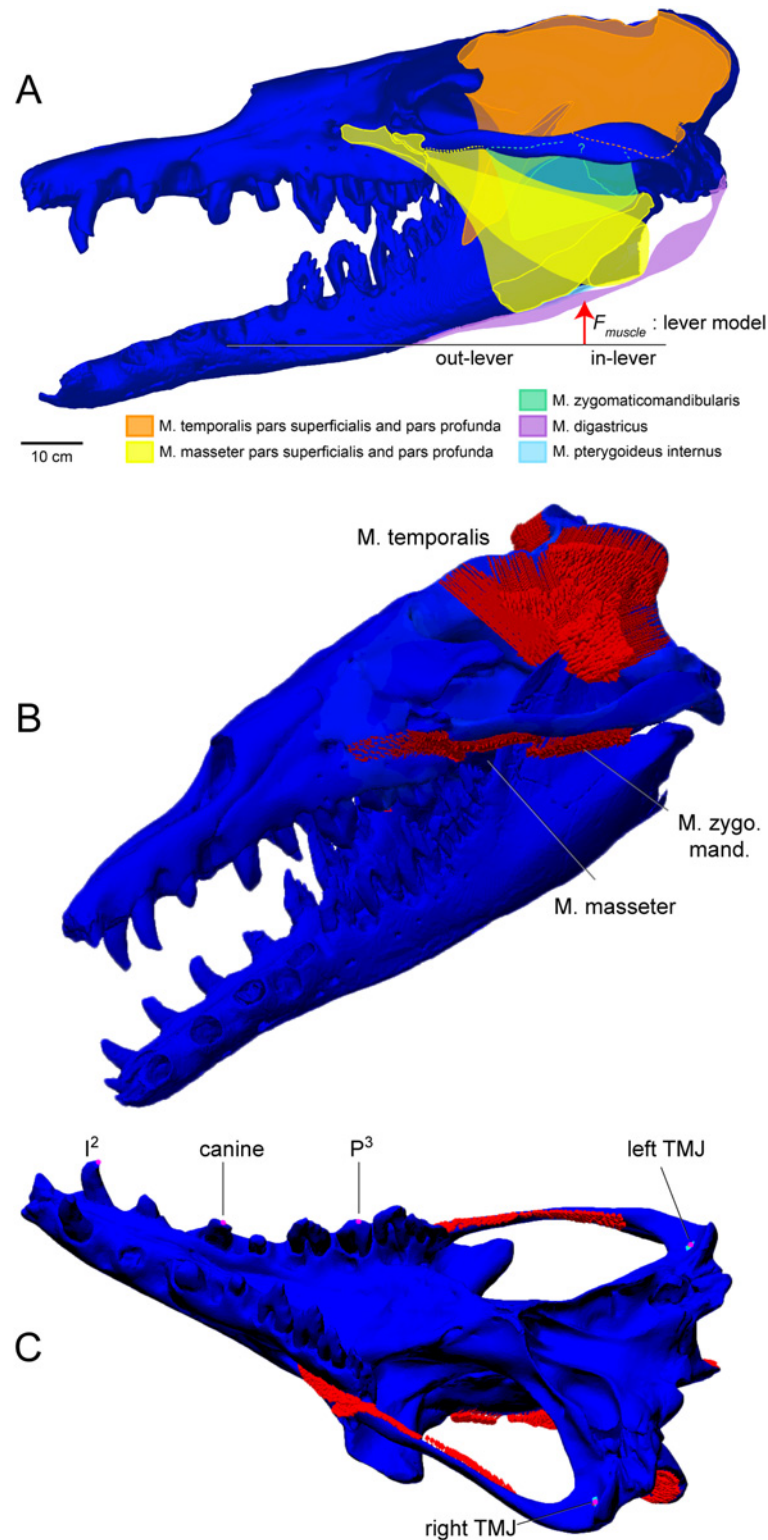 A
F_muscle : lever model
out-lever
in-lever
M. temporalis pars superficialis and pars profunda
M. masseter pars superficialis and pars profunda
M. zygomaticomandibularis
M. digastricus
M. pterygoideus internus
?
10 cm
B
M. temporalis
M. zygo.
mand.
M. masseter
C
I²
canine
P³
left TMJ
right TMJ